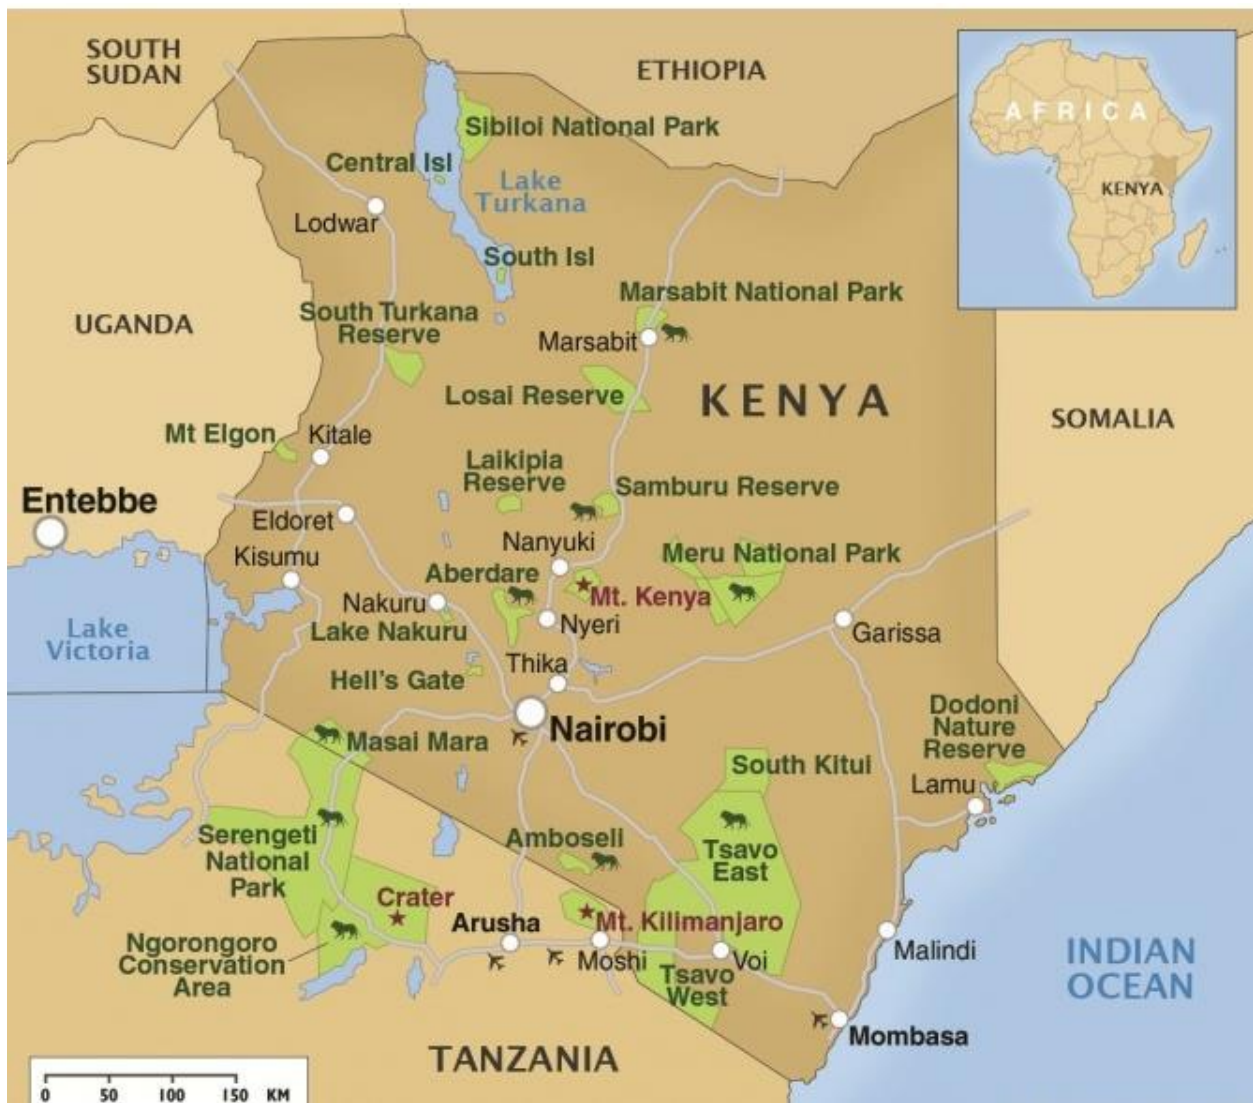 SOUTH
SUDAN
ETHIOPIA
AFRICA
KENYA
Sibiloi National Park
Central Isl
Lake
Turkana
Lodwar
South Isl
Marsabit National Park
South Turkana
Reserve
UGANDA
Marsabit
Losai Reserve
KENYA
SOMALIA
Mt Elgon
Kitale
Laikipia
Reserve
Samburu Reserve
Entebbe
Eldoret
Nanyuki
Kisumu
Meru National Park
Aberdare
Mt. Kenya
Nakuru
Lake Nakuru
Nyeri
Garissa
Lake
Victoria
Thika
Hell's Gate
Nairobi
Dodoni
Nature
Reserve
Masai Mara
South Kitui
Lamu
Serengeti
National
Park
Amboseli
Tsavo
East
Crater
Arusha
Mt. Kilimanjaro
Ngorongoro
Conservation
Area
Moshi
Voi
Malindi
Tsavo
West
INDIAN
OCEAN
Mombasa
TANZANIA
0 50 100 150 KM